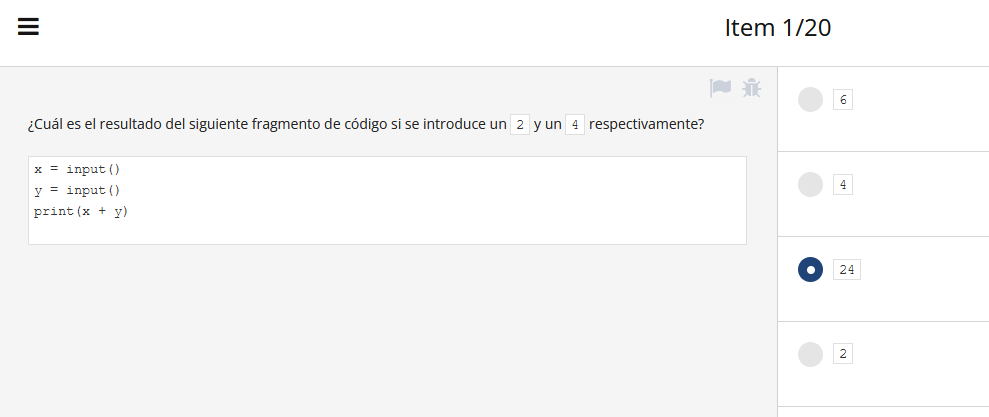 Item 1/20
¿Cuál es el resultado del siguiente fragmento de código si se introduce un 2 y un 4 respectivamente?
x = input()
y = input()
print(x + y)
6
4
24
2